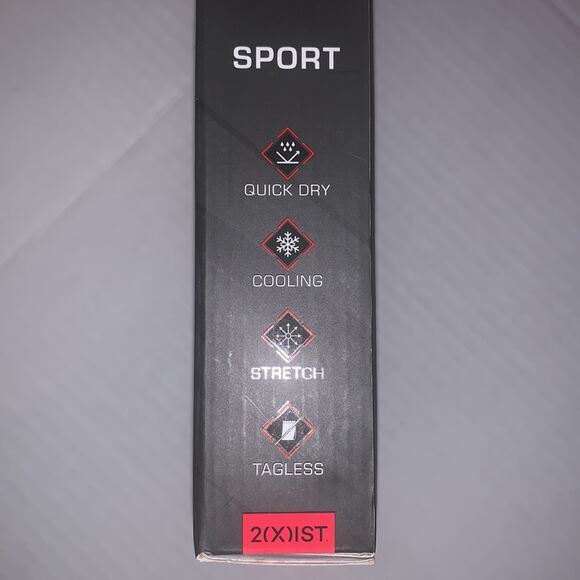 SPORT
QUICK DRY
COOLING
STRETCH
TAGLESS
2(X)IST.